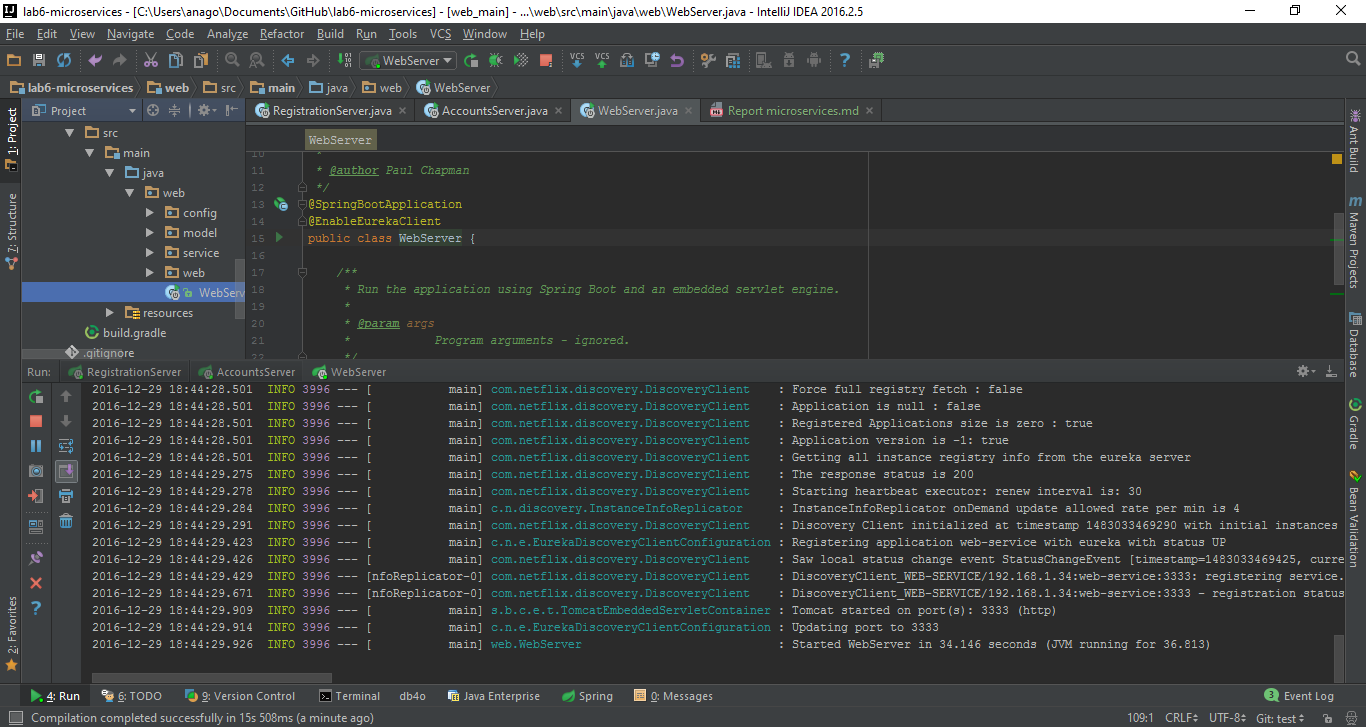 lab6-microservices - [C:\Users\anago\Documents\GitHub\lab6-microservices] - [web_main] - ...\web\src\main\java\web\WebServer.java - IntelliJ IDEA 2016.2.5
File Edit View Navigate Code Analyze Refactor Build Run Tools VCS Window Help
WebServer
VCS VCS
lab6-microservices web src main java web WebServer
1: Project
7: Structure
2: Favorites
Project
src
main
java
web
config
model
service
web
WebServ
resources
build.gradle
.gitignore
RegistrationServer.java AccountsServer.java WebServer.java Report microservices.md
WebServer
10 *
11 * @author Paul Chapman
12 */
13 @SpringBootApplication
14 @EnableEurekaClient
15 public class WebServer {
16
17 /**
18 * Run the application using Spring Boot and an embedded servlet engine.
19 *
20 * @param args
21 * Program arguments - ignored.
22 */
Ant Build
Maven Projects
Database
Gradle
Bean Validation
Run: RegistrationServer AccountsServer WebServer
2016-12-29 18:44:28.501 INFO 3996 --- [ main] com.netflix.discovery.DiscoveryClient : Force full registry fetch : false
2016-12-29 18:44:28.501 INFO 3996 --- [ main] com.netflix.discovery.DiscoveryClient : Application is null : false
2016-12-29 18:44:28.501 INFO 3996 --- [ main] com.netflix.discovery.DiscoveryClient : Registered Applications size is zero : true
2016-12-29 18:44:28.501 INFO 3996 --- [ main] com.netflix.discovery.DiscoveryClient : Application version is -1: true
2016-12-29 18:44:28.501 INFO 3996 --- [ main] com.netflix.discovery.DiscoveryClient : Getting all instance registry info from the eureka server
2016-12-29 18:44:29.275 INFO 3996 --- [ main] com.netflix.discovery.DiscoveryClient : The response status is 200
2016-12-29 18:44:29.278 INFO 3996 --- [ main] com.netflix.discovery.DiscoveryClient : Starting heartbeat executor: renew interval is: 30
2016-12-29 18:44:29.284 INFO 3996 --- [ main] c.n.discovery.InstanceInfoReplicator : InstanceInfoReplicator onDemand update allowed rate per min is 4
2016-12-29 18:44:29.291 INFO 3996 --- [ main] com.netflix.discovery.DiscoveryClient : Discovery Client initialized at timestamp 1483033469290 with initial instances
2016-12-29 18:44:29.423 INFO 3996 --- [ main] c.n.e.EurekaDiscoveryClientConfiguration : Registering application web-service with eureka with status UP
2016-12-29 18:44:29.426 INFO 3996 --- [ main] com.netflix.discovery.DiscoveryClient : Saw local status change event StatusChangeEvent [timestamp=1483033469425, curre
2016-12-29 18:44:29.429 INFO 3996 --- [nfoReplicator-0] com.netflix.discovery.DiscoveryClient : DiscoveryClient_WEB-SERVICE/192.168.1.34:web-service:3333: registering service.
2016-12-29 18:44:29.671 INFO 3996 --- [nfoReplicator-0] com.netflix.discovery.DiscoveryClient : DiscoveryClient_WEB-SERVICE/192.168.1.34:web-service:3333 - registration status
2016-12-29 18:44:29.909 INFO 3996 --- [ main] s.b.c.e.t.TomcatEmbeddedServletContainer : Tomcat started on port(s): 3333 (http)
2016-12-29 18:44:29.914 INFO 3996 --- [ main] c.n.e.EurekaDiscoveryClientConfiguration : Updating port to 3333
2016-12-29 18:44:29.926 INFO 3996 --- [ main] web.WebServer : Started WebServer in 34.146 seconds (JVM running for 36.813)
4: Run 6: TODO 9: Version Control Terminal db4o Java Enterprise Spring 0: Messages 3 Event Log
Compilation completed successfully in 15s 508ms (a minute ago) 109:1 CRLF UTF-8 Git: test